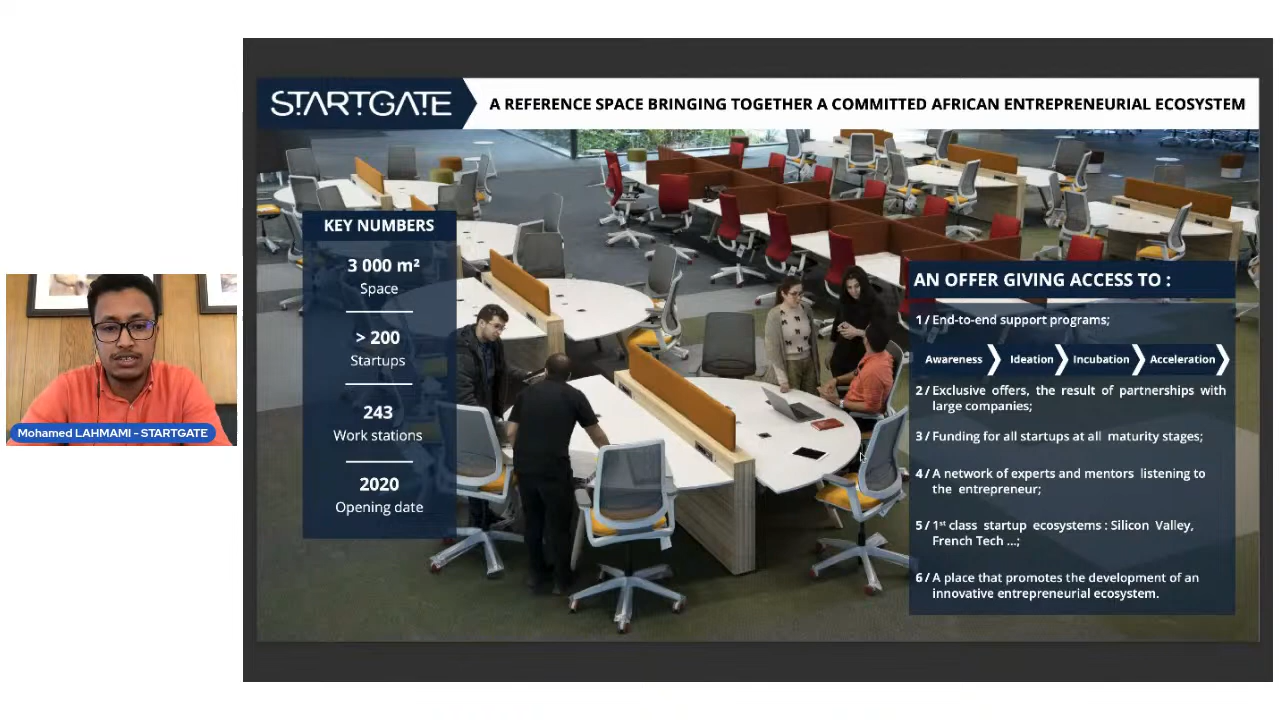 STARTGATE
A REFERENCE SPACE BRINGING TOGETHER A COMMITTED AFRICAN ENTREPRENEURIAL ECOSYSTEM
KEY NUMBERS
3 000 m²
Space
> 200
Startups
243
Work stations
2020
Opening date
AN OFFER GIVING ACCESS TO :
1 / End-to-end support programs;
Awareness Ideation Incubation Acceleration
2 / Exclusive offers, the result of partnerships with
large companies;
3 / Funding for all startups at all maturity stages;
4 / A network of experts and mentors listening to
the entrepreneur;
5 / 1st class startup ecosystems : Silicon Valley,
French Tech ...;
6 / A place that promotes the development of an
innovative entrepreneurial ecosystem.
Mohamed LAHMAMI - STARTGATE